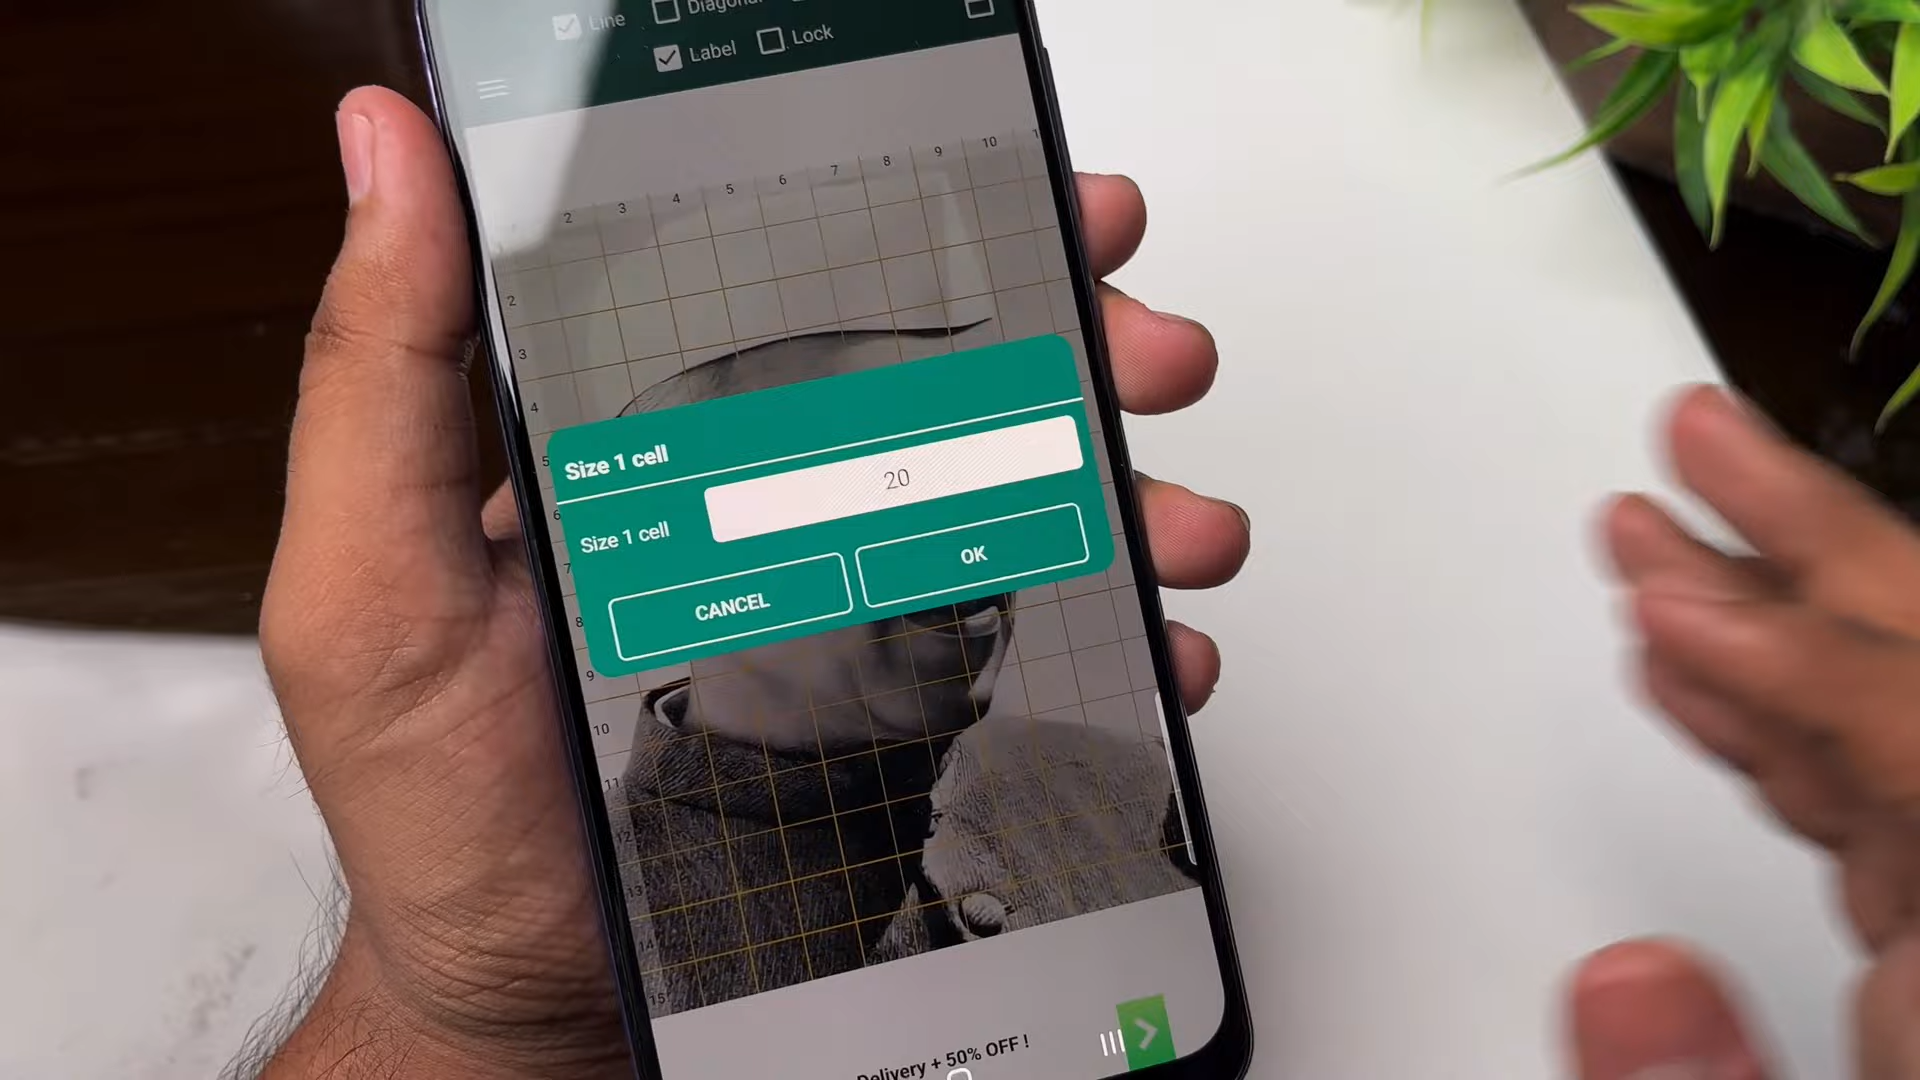 Line Diagonal
Label Lock
2 3 4 5 6 7 8 9 10
2
3
4
5
Size 1 cell
6
Size 1 cell 20
7
CANCEL OK
8
9
10
11
12
13
14
15
Delivery + 50% OFF !